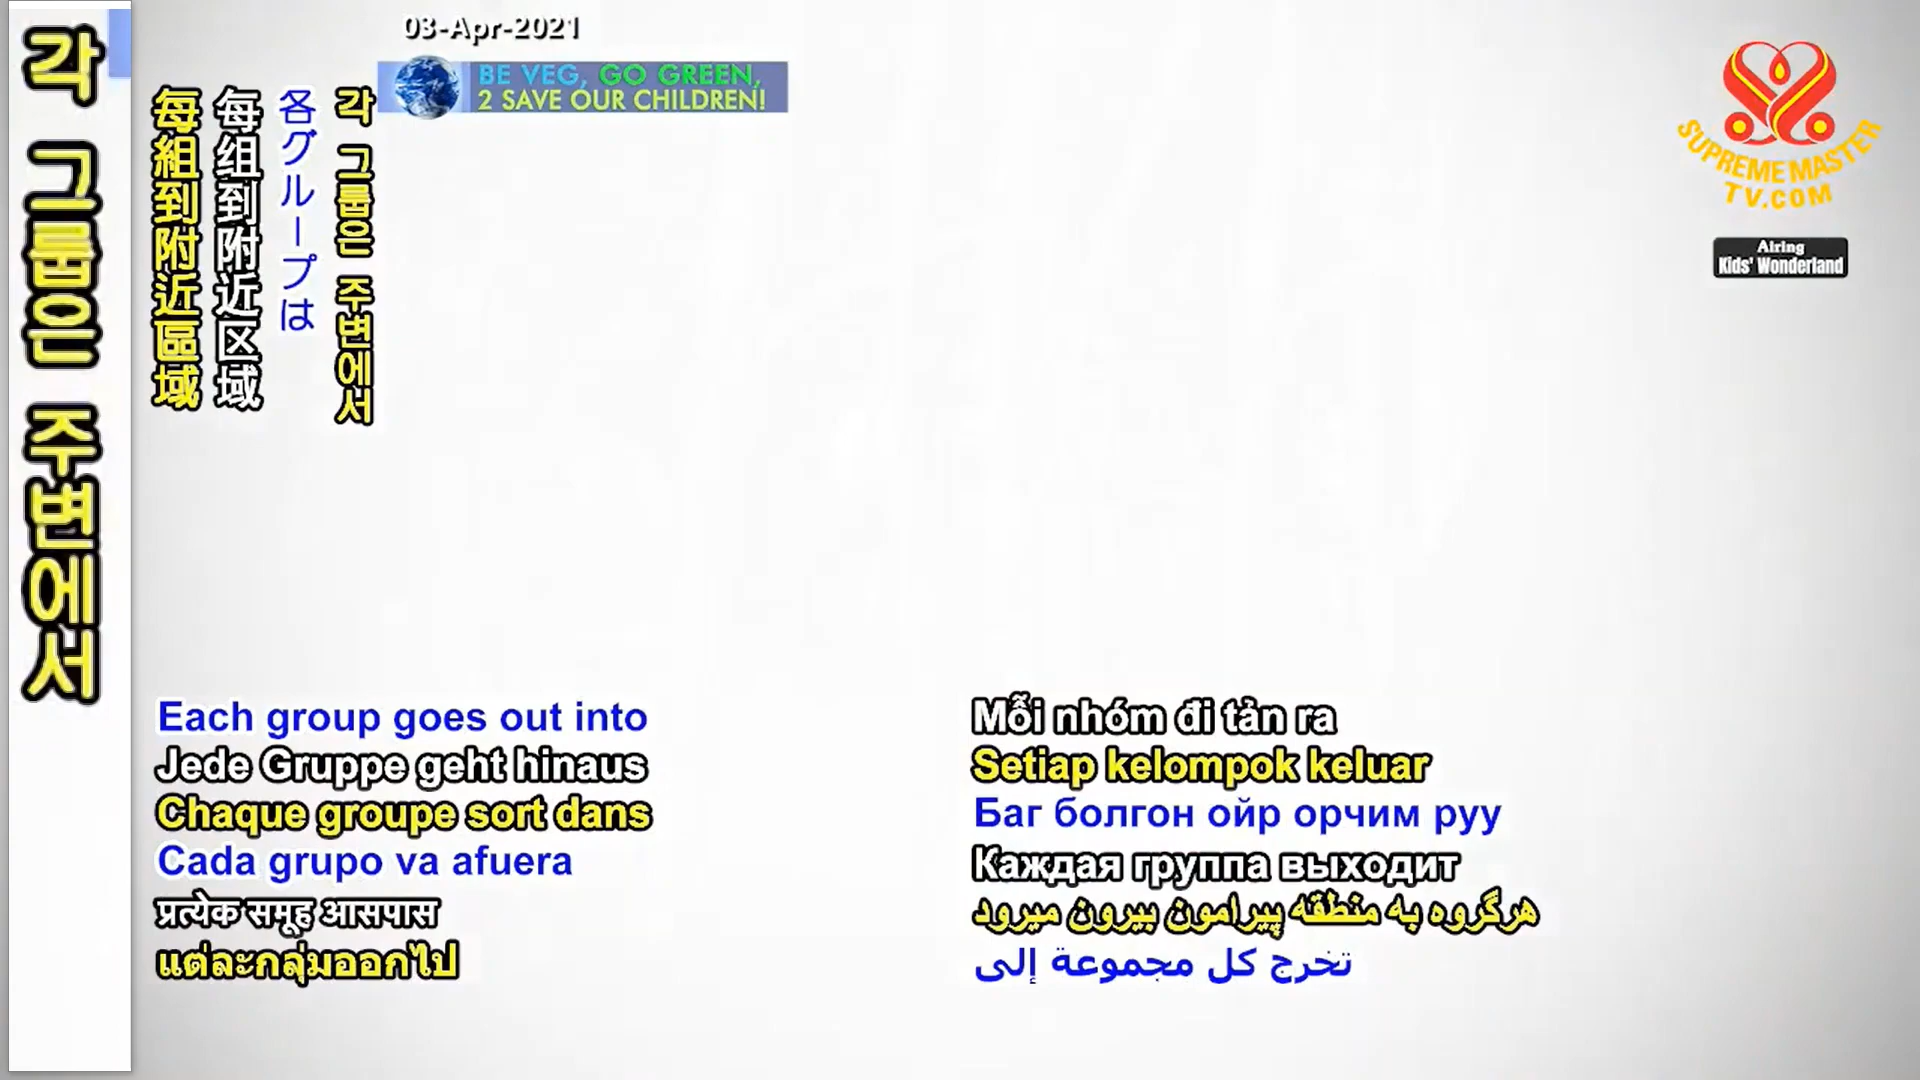 각 그룹은 주변에서
03-Apr-2021
BE VEG, GO GREEN,
2 SAVE OUR CHILDREN!
每組到附近區域
每组到附近区域
各グループは
각 그룹은 주변에서
SUPREME MASTER
TV.COM
Airing
Kids' Wonderland
Each group goes out into
Jede Gruppe geht hinaus
Chaque groupe sort dans
Cada grupo va afuera
प्रत्येक समूह आसपास
แต่ละกลุ่มออกไป
Mỗi nhóm đi tản ra
Setiap kelompok keluar
Баг болгон ойр орчим руу
Каждая группа выходит
هرگروه به منطقه پیرامون بیرون میرود
تخرج كل مجموعة إلى